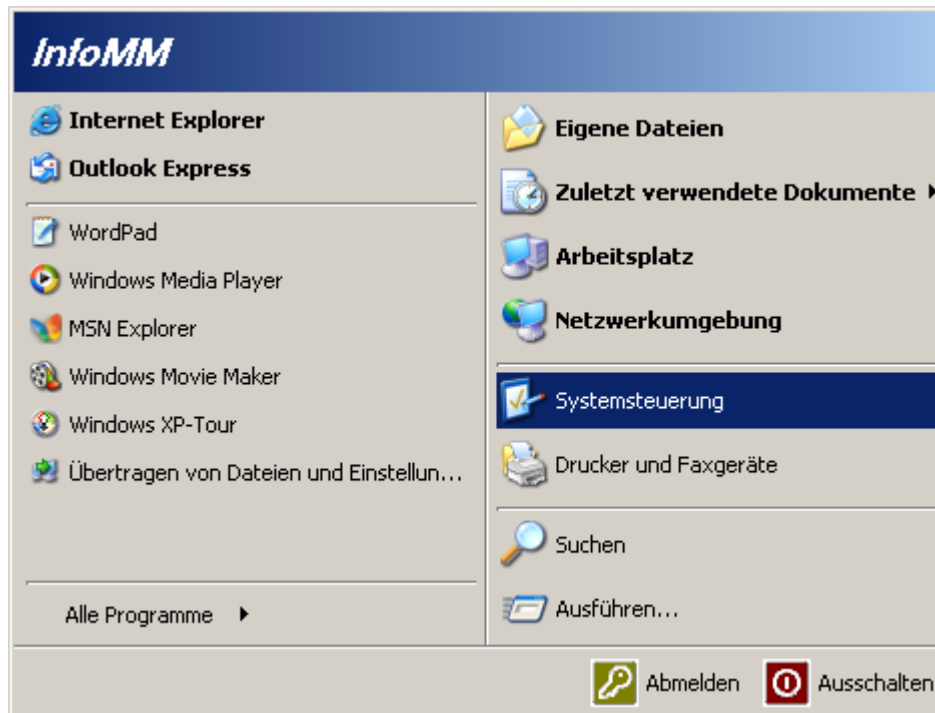 InfoMM
Internet Explorer
Outlook Express
WordPad
Windows Media Player
MSN Explorer
Windows Movie Maker
Windows XP-Tour
Übertragen von Dateien und Einstellun...
Alle Programme
Eigene Dateien
Zuletzt verwendete Dokumente
Arbeitsplatz
Netzwerkumgebung
Systemsteuerung
Drucker und Faxgeräte
Suchen
Ausführen...
Abmelden
Ausschalten